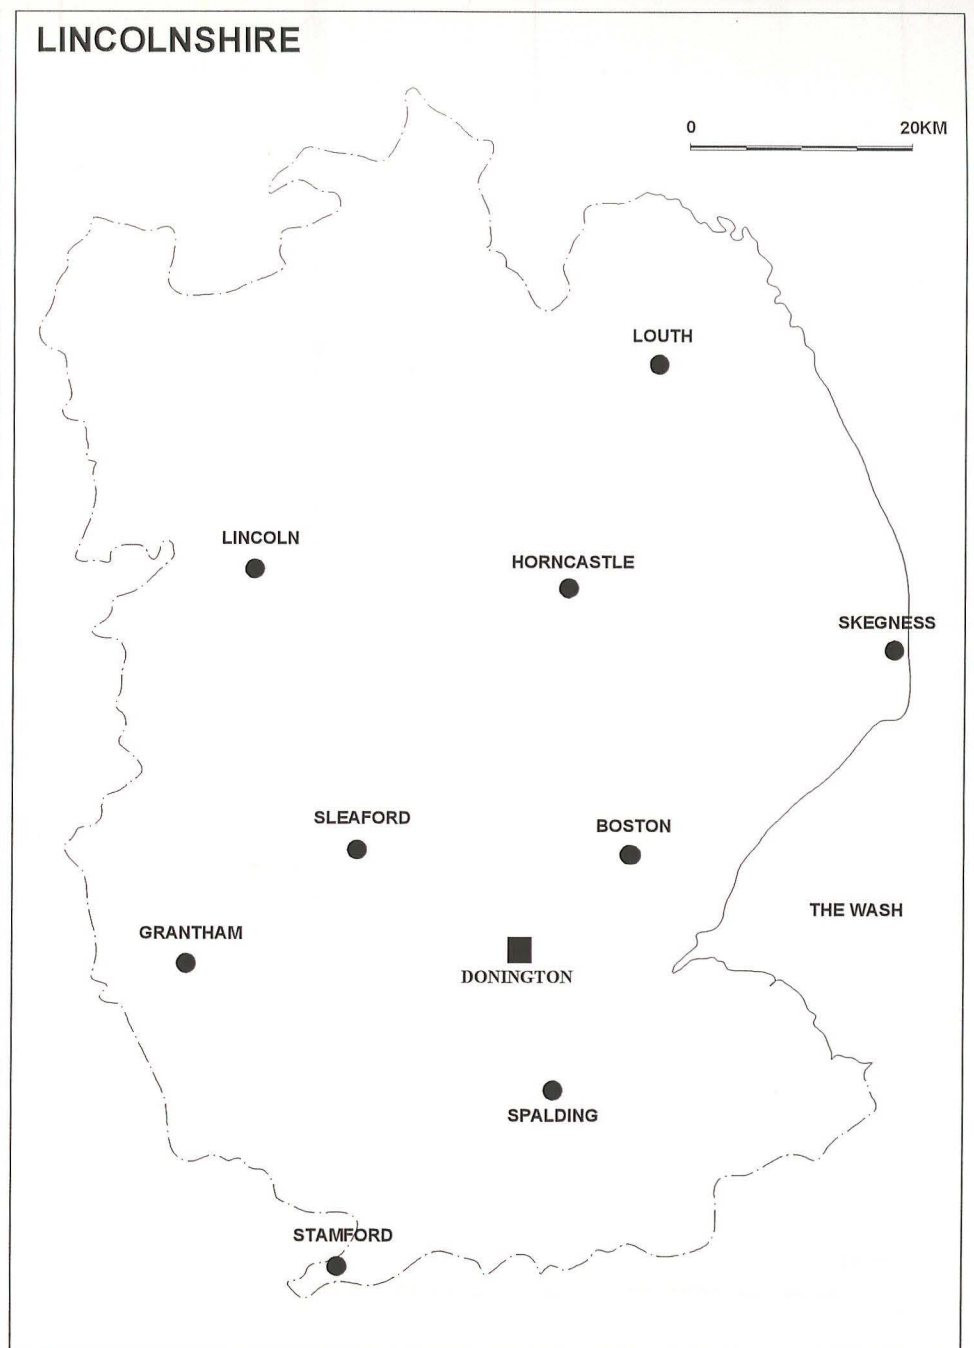 LINCOLNSHIRE
0 20KM
LOUTH
LINCOLN
HORNCASTLE
SKEGNESS
SLEAFORD
BOSTON
THE WASH
GRANTHAM
DONINGTON
SPALDING
STAMFORD